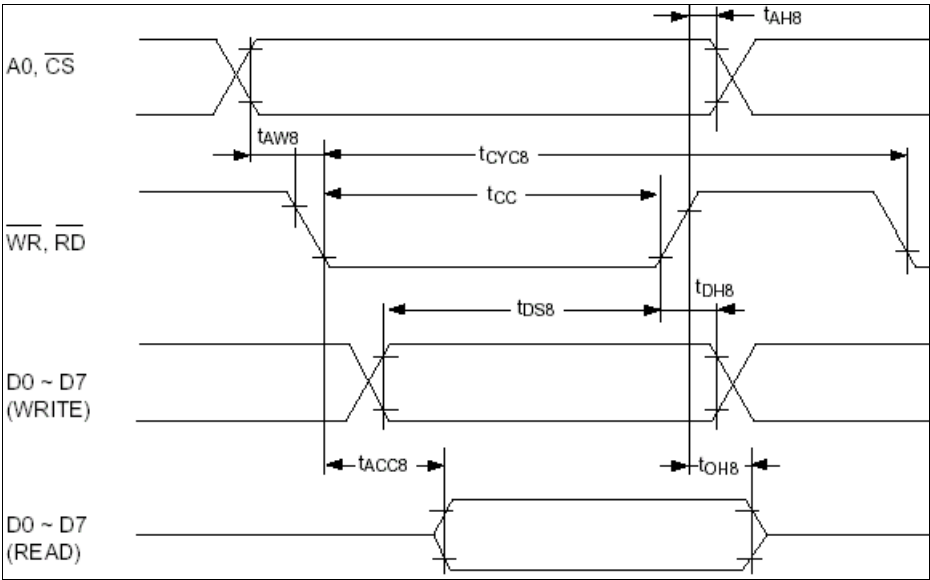 tAH8
A0, CS
tAW8
tCYC8
tCC
WR, RD
tDH8
tDS8
D0 ~ D7
(WRITE)
tACC8
tOH8
D0 ~ D7
(READ)